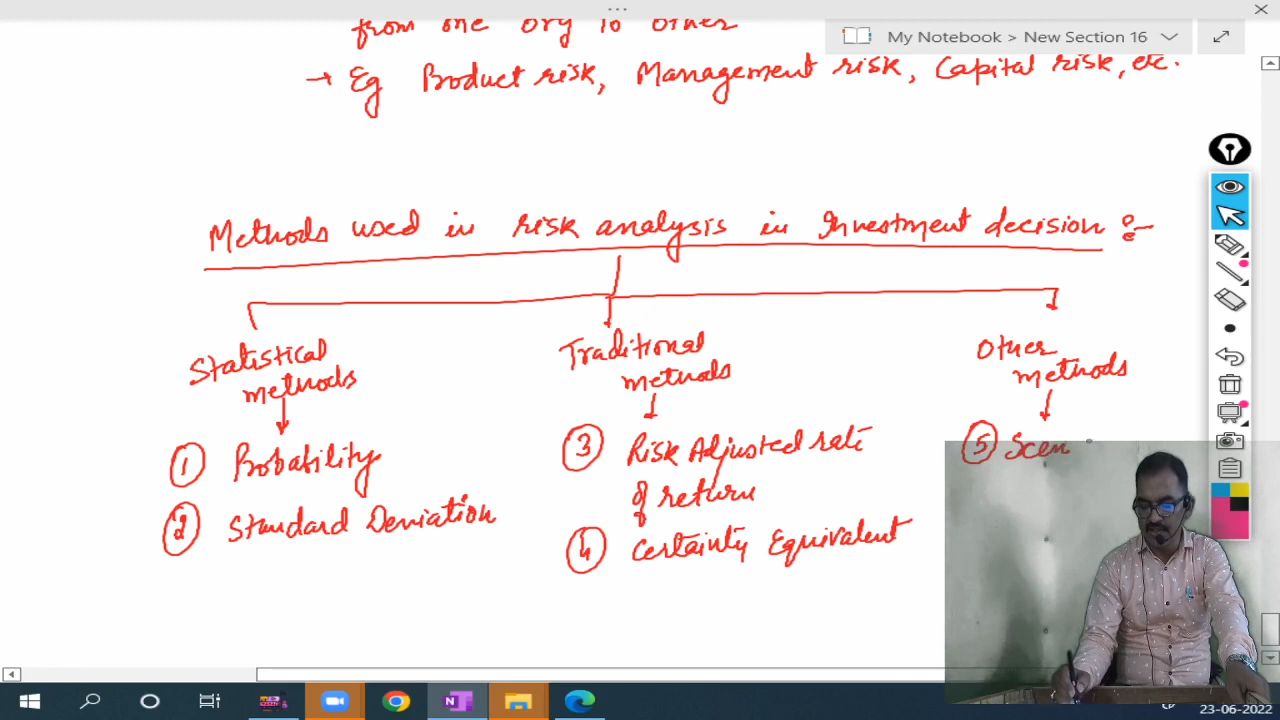 My Notebook > New Section 16
from one org to other
→ Eg Product risk, Management risk, Capital risk, etc.
Methods used in risk analysis in Investment decision :-
Statistical methods
① Probability
② Standard Deviation
Traditional methods
③ Risk Adjusted rate
of return
④ Certainty Equivalent
Other methods
⑤ Scen
23-06-2022